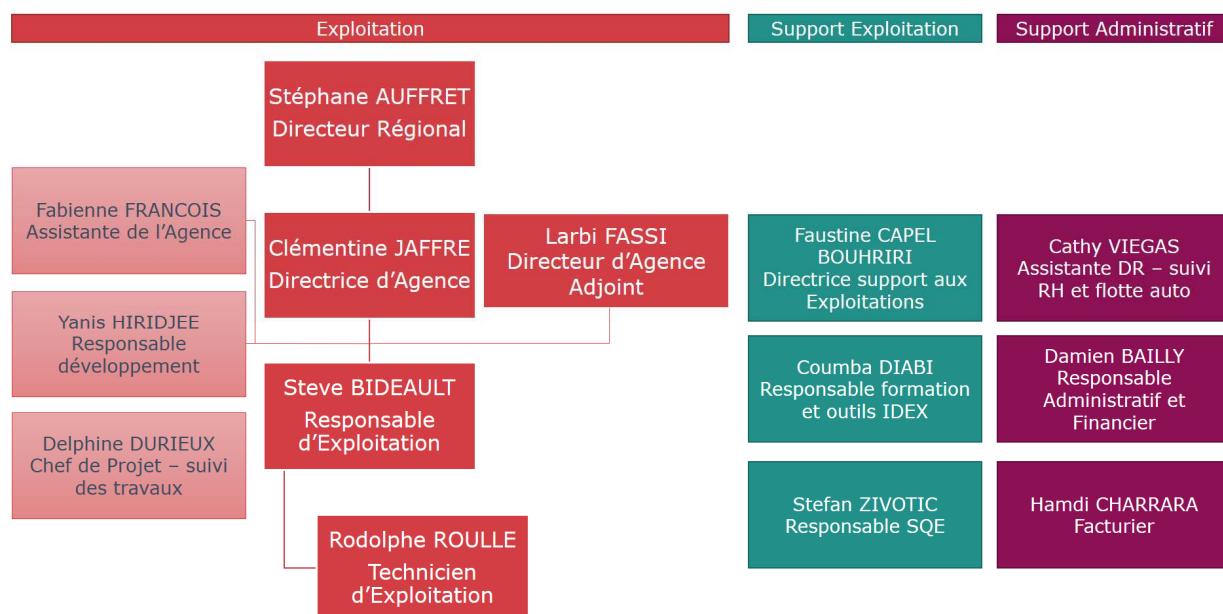 Exploitation
Support Exploitation
Support Administratif
Stéphane AUFFRET
Directeur Régional
Fabienne FRANCOIS
Assistante de l’Agence
Clémentine JAFFRE
Directrice d’Agence
Larbi FASSI
Directeur d’Agence
Adjoint
Faustine CAPEL
BOUHRIRI
Directrice support aux
Exploitations
Cathy VIEGAS
Assistante DR – suivi
RH et flotte auto
Yanis HIRIDJEE
Responsable
développement
Steve BIDEAULT
Responsable
d’Exploitation
Coumba DIABI
Responsable formation
et outils IDEX
Damien BAILLY
Responsable
Administratif et
Financier
Delphine DURIEUX
Chef de Projet – suivi
des travaux
Rodolphe ROULLE
Technicien
d’Exploitation
Stefan ZIVOTIC
Responsable SQE
Hamdi CHARRARA
Facturier